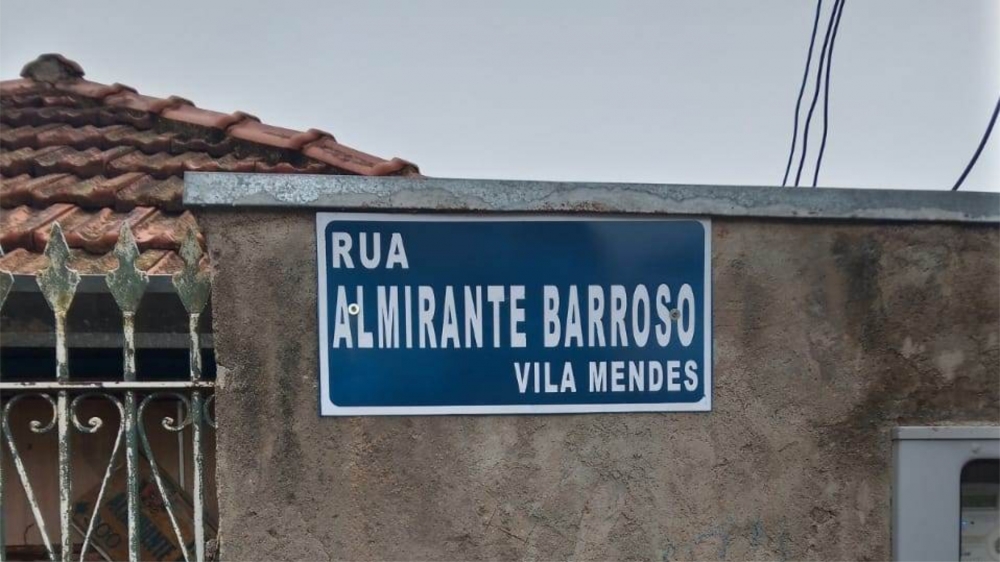 RUA
ALMIRANTE BARROSO
VILA MENDES